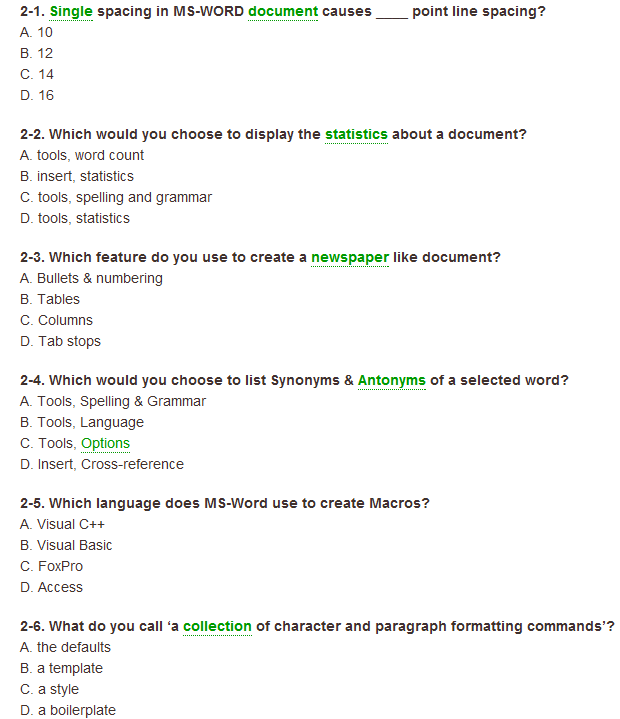 2-1. Single spacing in MS-WORD document causes ____ point line spacing?
A. 10
B. 12
C. 14
D. 16
2-2. Which would you choose to display the statistics about a document?
A. tools, word count
B. insert, statistics
C. tools, spelling and grammar
D. tools, statistics
2-3. Which feature do you use to create a newspaper like document?
A. Bullets & numbering
B. Tables
C. Columns
D. Tab stops
2-4. Which would you choose to list Synonyms & Antonyms of a selected word?
A. Tools, Spelling & Grammar
B. Tools, Language
C. Tools, Options
D. Insert, Cross-reference
2-5. Which language does MS-Word use to create Macros?
A. Visual C++
B. Visual Basic
C. FoxPro
D. Access
2-6. What do you call ‘a collection of character and paragraph formatting commands’?
A. the defaults
B. a template
C. a style
D. a boilerplate